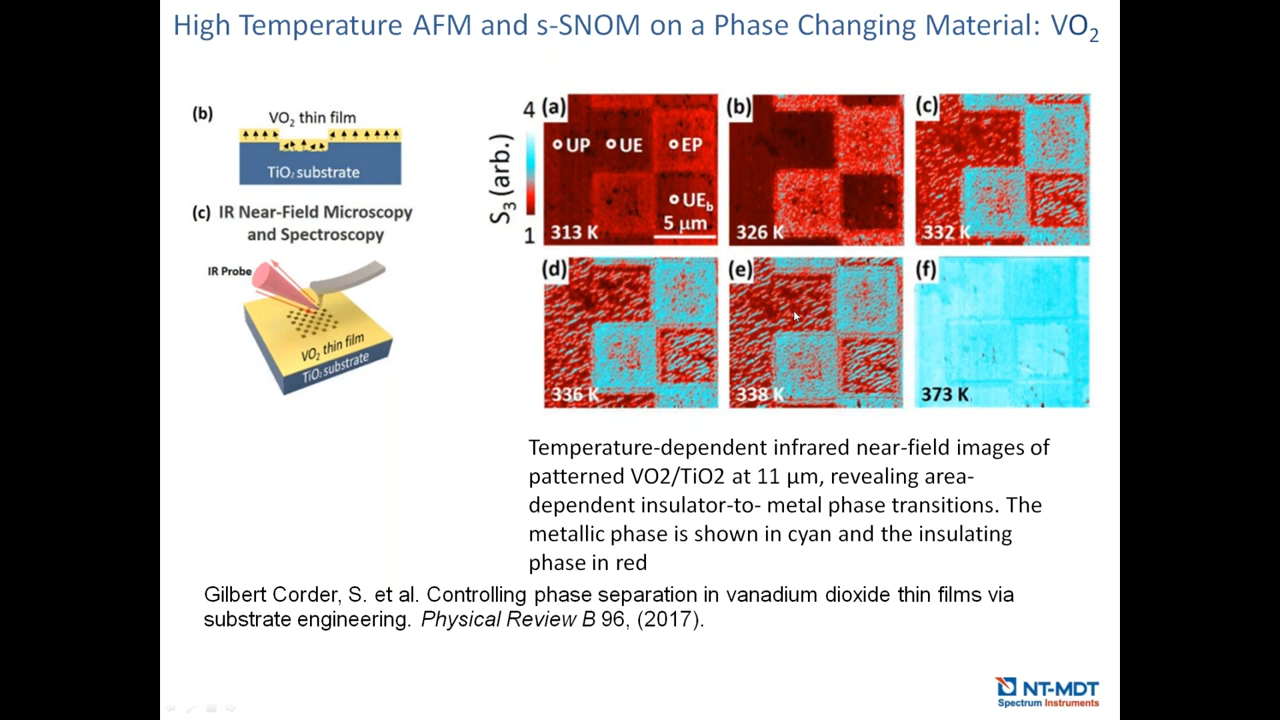 High Temperature AFM and s-SNOM on a Phase Changing Material: VO₂
(b)
VO₂ thin film
TiO₂ substrate
(c) IR Near-Field Microscopy
and Spectroscopy
IR Probe
VO₂ thin film
TiO₂ substrate
S₃ (arb.)
4
1
(a)
UP
UE
EP
UEb
5 μm
313 K
(b)
326 K
(c)
332 K
(d)
336 K
(e)
338 K
(f)
373 K
Temperature-dependent infrared near-field images of
patterned VO2/TiO2 at 11 μm, revealing area-
dependent insulator-to- metal phase transitions. The
metallic phase is shown in cyan and the insulating
phase in red
Gilbert Corder, S. et al. Controlling phase separation in vanadium dioxide thin films via
substrate engineering. Physical Review B 96, (2017).
NT-MDT
Spectrum Instruments